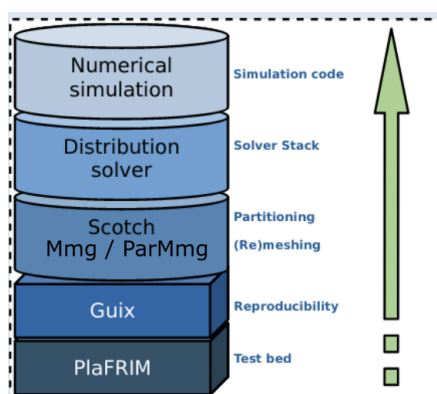 Numerical
simulation
Simulation code
Distribution
solver
Solver Stack
Scotch
Mmg / ParMmg
Partitioning
(Re)meshing
Guix
Reproducibility
PlaFRIM
Test bed